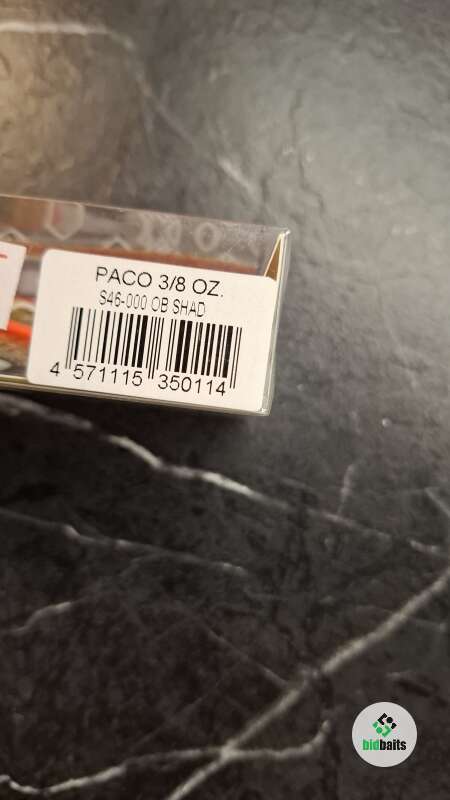 PACO 3/8 OZ.
S46-000 OB SHAD
4 571115 350114
bidbaits